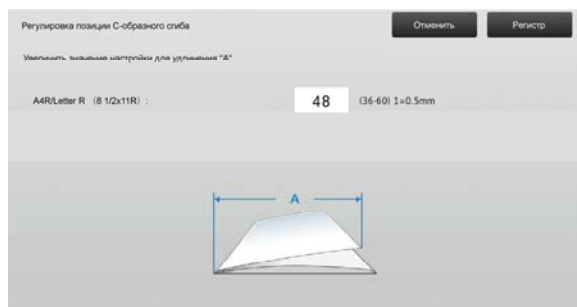 Регулировка позиции С-образного сгиба
Отменить
Регистр
Увеличить значение настройки для удлинения "А"
A4R/Letter R （8 1/2x11R）:
48
(36-60) 1=0.5mm
A